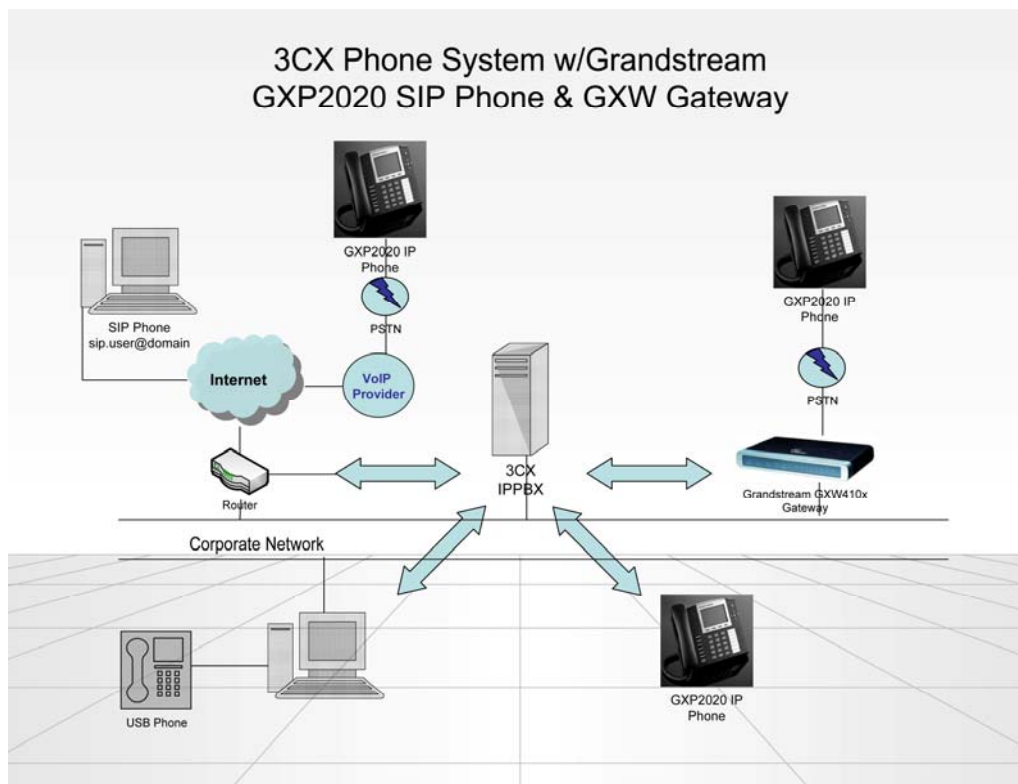 3CX Phone System w/Grandstream
GXP2020 SIP Phone & GXW Gateway
GXP2020 IP
Phone
PSTN
SIP Phone
sip.user@domain
Internet
VoIP
Provider
Router
3CX
IPPBX
GXP2020 IP
Phone
PSTN
Grandstream GXW410x
Gateway
Corporate Network
USB Phone
GXP2020 IP
Phone